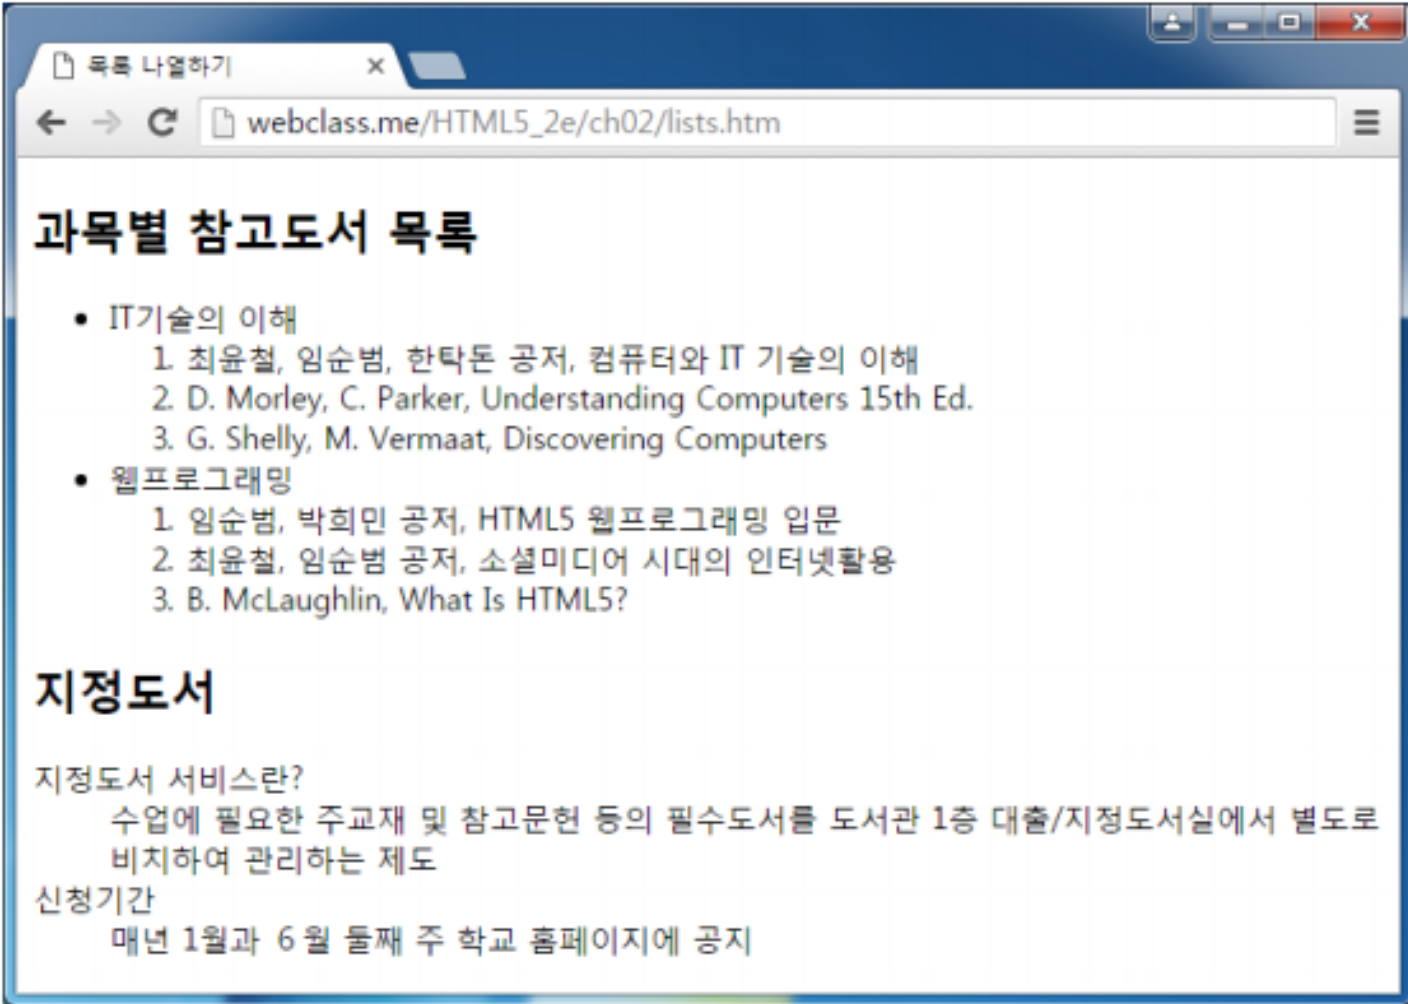 목록 나열하기
webclass.me/HTML5_2e/ch02/lists.htm
과목별 참고도서 목록
• IT기술의 이해
1. 최윤철, 임순범, 한탁돈 공저, 컴퓨터와 IT 기술의 이해
2. D. Morley, C. Parker, Understanding Computers 15th Ed.
3. G. Shelly, M. Vermaat, Discovering Computers
• 웹프로그래밍
1. 임순범, 박희민 공저, HTML5 웹프로그래밍 입문
2. 최윤철, 임순범 공저, 소셜미디어 시대의 인터넷활용
3. B. McLaughlin, What Is HTML5?
지정도서
지정도서 서비스란?
수업에 필요한 주교재 및 참고문헌 등의 필수도서를 도서관 1층 대출/지정도서실에서 별도로
비치하여 관리하는 제도
신청기간
매년 1월과 6월 둘째 주 학교 홈페이지에 공지